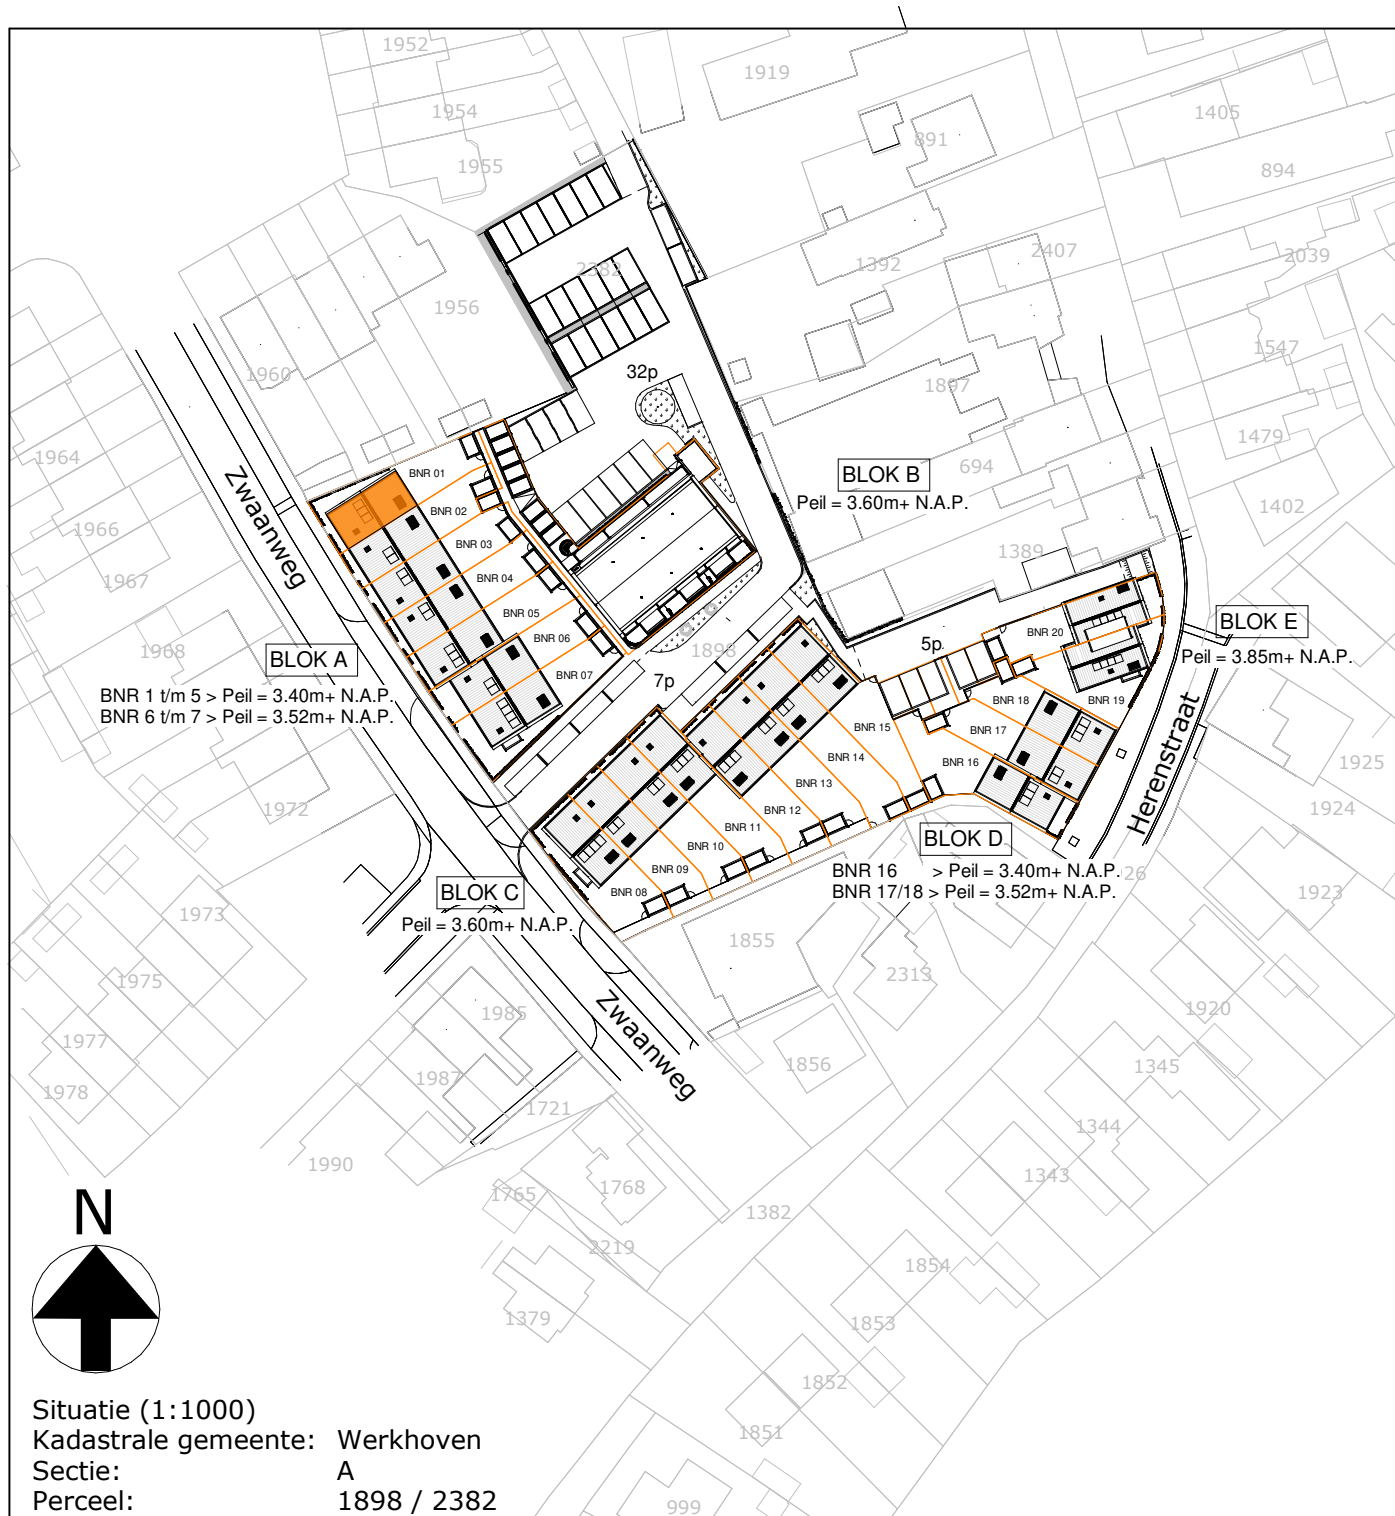 1952
1919
1954
1405
891
1955
894
2407
2039
1392
2382
1956
1547
32p
1960
1897
1479
1964
BNR 01
BLOK B
694
Zwaanweg
Peil = 3.60m+ N.A.P.
1402
BNR 02
1966
BNR 03
1389
1967
BNR 04
BNR 05
BLOK E
BNR 06
BNR 20
1968
5p
1898
BLOK A
Peil = 3.85m+ N.A.P.
BNR 07
7p
BNR 1 t/m 5 > Peil = 3.40m+ N.A.P.
BNR 6 t/m 7 > Peil = 3.52m+ N.A.P.
BNR 18
BNR 19
BNR 15
BNR 17
BNR 14
BNR 16
Herenstraat
1925
BNR 13
1972
1924
BNR 12
BNR 11
BLOK D
BNR 10
BNR 09
BNR 16 > Peil = 3.40m+ N.A.P.
26
BNR 08
BLOK C
BNR 17/18 > Peil = 3.52m+ N.A.P.
1923
1973
Peil = 3.60m+ N.A.P.
1855
2313
1975
1920
1985
Zwaanweg
1977
1856
1345
1987
1978
1721
1344
1990
1343
1765
1768
1382
N
2219
1854
1379
1853
1852
Situatie (1:1000)
1851
Kadastrale gemeente: Werkhoven
Sectie: A
Perceel: 1898 / 2382
999